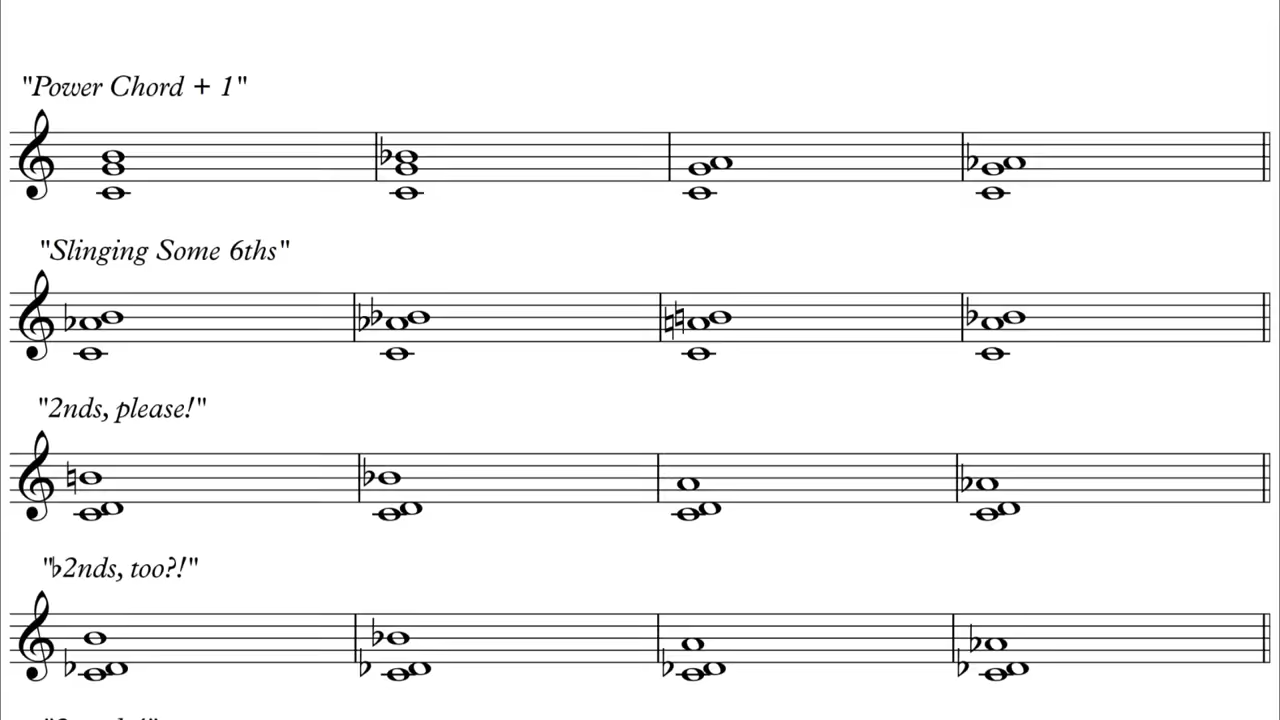 "Power Chord + 1"
"Slinging Some 6ths"
"2nds, please!"
"♭2nds, too?!"